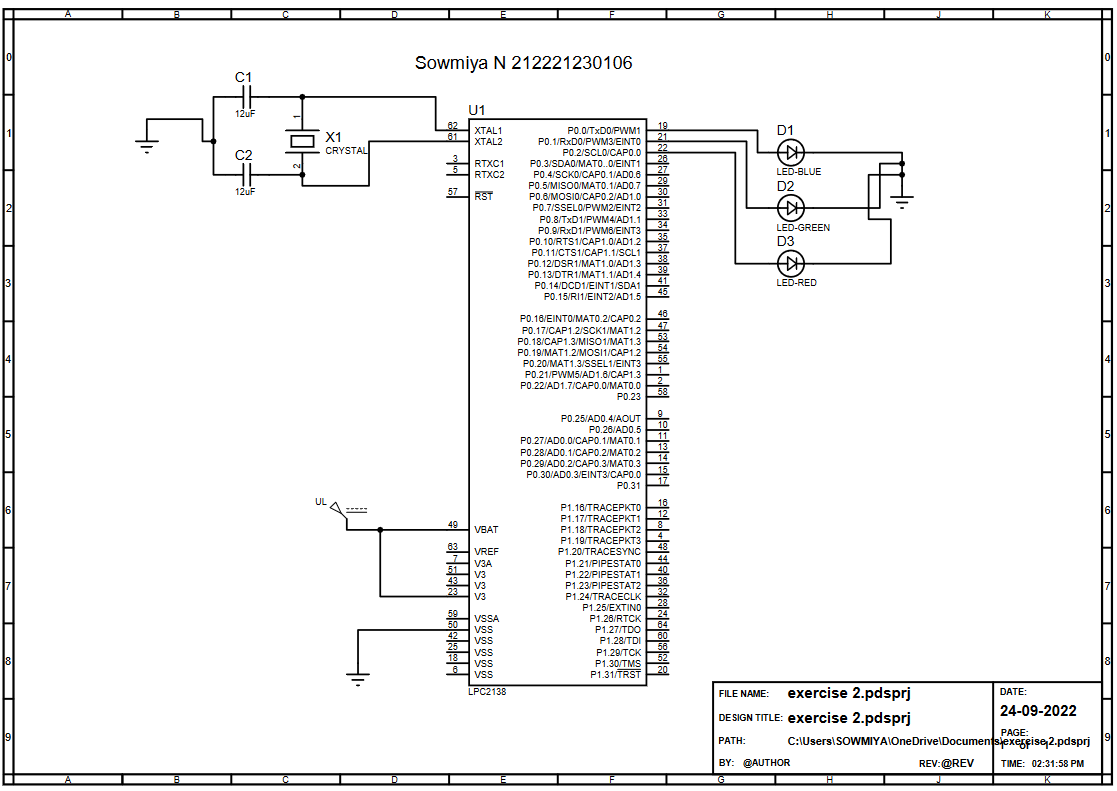 A B C D E F G H J K
Sowmiya N 212221230106
0 0
C1
12uF
C2
12uF
X1
CRYSTAL
1
2
1 1
2 2
3 3
4 4
5 5
6 6
7 7
8 8
9 9
U1
62 XTAL1
61 XTAL2
3 RTXC1
5 RTXC2
57 RST
UL
49 VBAT
63 VREF
7 V3A
51 V3
43 V3
23 V3
59 VSSA
50 VSS
42 VSS
25 VSS
18 VSS
6 VSS
LPC2138
P0.0/TxD0/PWM1 19
P0.1/RxD0/PWM3/EINT0 21
P0.2/SCL0/CAP0.0 22
P0.3/SDA0/MAT0..0/EINT1 26
P0.4/SCK0/CAP0.1/AD0.6 27
P0.5/MISO0/MAT0.1/AD0.7 29
P0.6/MOSI0/CAP0.2/AD1.0 30
P0.7/SSEL0/PWM2/EINT2 31
P0.8/TxD1/PWM4/AD1.1 33
P0.9/RxD1/PWM6/EINT3 34
P0.10/RTS1/CAP1.0/AD1.2 35
P0.11/CTS1/CAP1.1/SCL1 37
P0.12/DSR1/MAT1.0/AD1.3 38
P0.13/DTR1/MAT1.1/AD1.4 39
P0.14/DCD1/EINT1/SDA1 41
P0.15/RI1/EINT2/AD1.5 45
P0.16/EINT0/MAT0.2/CAP0.2 46
P0.17/CAP1.2/SCK1/MAT1.2 47
P0.18/CAP1.3/MISO1/MAT1.3 53
P0.19/MAT1.2/MOSI1/CAP1.2 54
P0.20/MAT1.3/SSEL1/EINT3 55
P0.21/PWM5/AD1.6/CAP1.3 1
P0.22/AD1.7/CAP0.0/MAT0.0 2
P0.23 58
P0.25/AD0.4/AOUT 9
P0.26/AD0.5 10
P0.27/AD0.0/CAP0.1/MAT0.1 11
P0.28/AD0.1/CAP0.2/MAT0.2 13
P0.29/AD0.2/CAP0.3/MAT0.3 14
P0.30/AD0.3/EINT3/CAP0.0 15
P0.31 17
P1.16/TRACEPKT0 16
P1.17/TRACEPKT1 12
P1.18/TRACEPKT2 8
P1.19/TRACEPKT3 4
P1.20/TRACESYNC 48
P1.21/PIPESTAT0 44
P1.22/PIPESTAT1 40
P1.23/PIPESTAT2 36
P1.24/TRACECLK 32
P1.25/EXTIN0 28
P1.26/RTCK 24
P1.27/TDO 64
P1.28/TDI 60
P1.29/TCK 56
P1.30/TMS 52
P1.31/TRST 20
D1
LED-BLUE
D2
LED-GREEN
D3
LED-RED
FILE NAME: exercise 2.pdsprj
DESIGN TITLE: exercise 2.pdsprj
PATH: C:\Users\SOWMIYA\OneDrive\Documents\exercise 2.pdsprj
BY: @AUTHOR REV:@REV
DATE:
24-09-2022
PAGE:
1 of 1
TIME: 02:31:58 PM
A B C D E F G H J K